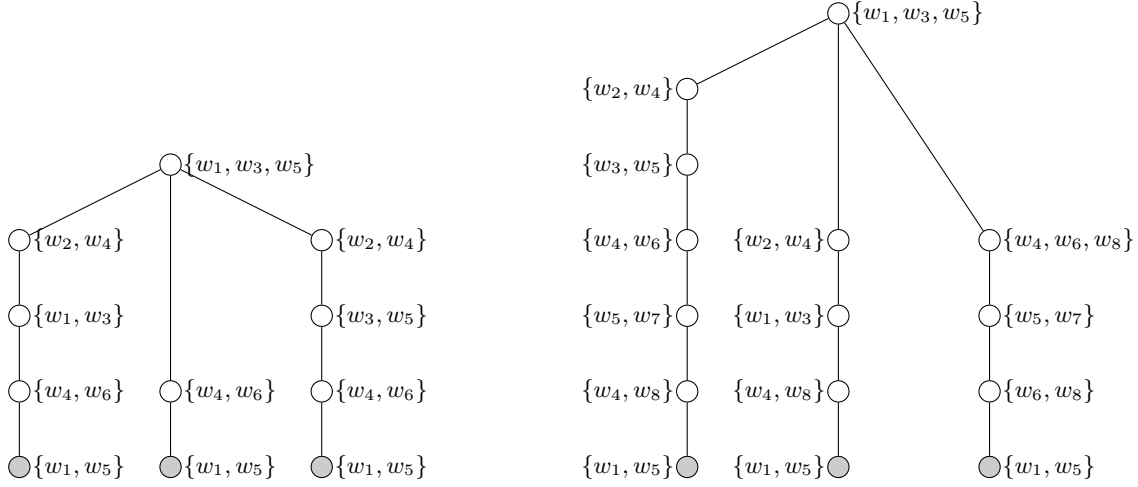 {w₁, w₃, w₅}
{w₂, w₄} {w₂, w₄}
{w₁, w₃} {w₃, w₅}
{w₄, w₆} {w₄, w₆} {w₄, w₆}
{w₁, w₅} {w₁, w₅} {w₁, w₅}
{w₁, w₃, w₅}
{w₂, w₄}
{w₃, w₅}
{w₄, w₆} {w₂, w₄} {w₄, w₆, w₈}
{w₅, w₇} {w₁, w₃} {w₅, w₇}
{w₄, w₈} {w₄, w₈} {w₆, w₈}
{w₁, w₅} {w₁, w₅} {w₁, w₅}